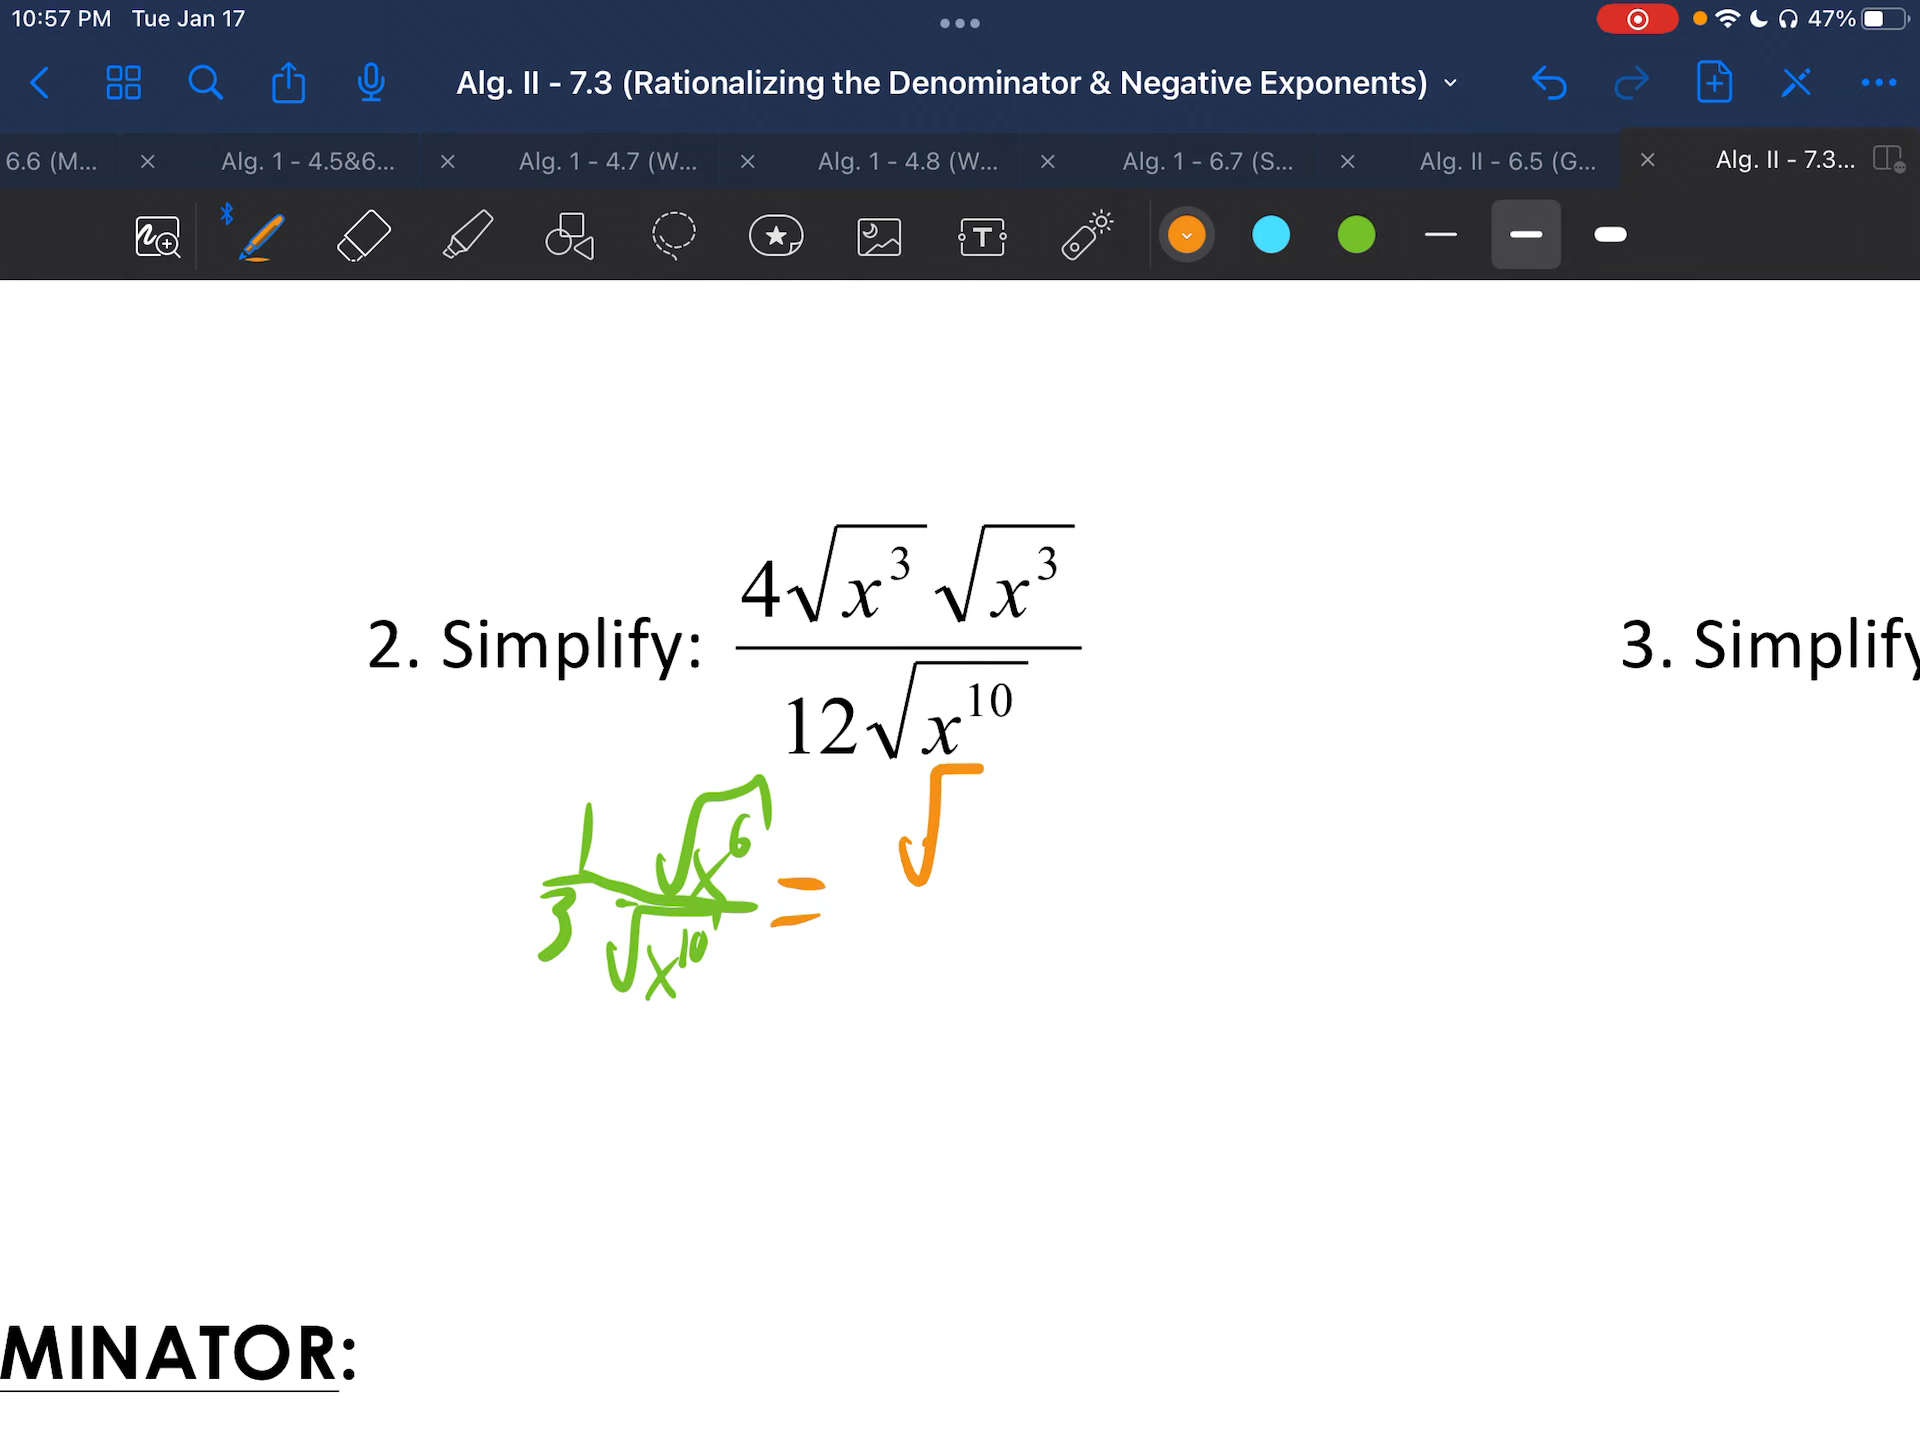 10:57 PM Tue Jan 17
47%
Alg. II - 7.3 (Rationalizing the Denominator & Negative Exponents)
6.6 (M... × Alg. 1 - 4.5&6... × Alg. 1 - 4.7 (W... × Alg. 1 - 4.8 (W... × Alg. 1 - 6.7 (S... × Alg. II - 6.5 (G... × Alg. II - 7.3...
T
4√x³ √x³
2. Simplify:
12√x¹⁰
3. Simplify
1 √x⁶
3 √x¹⁰
= √
MINATOR: